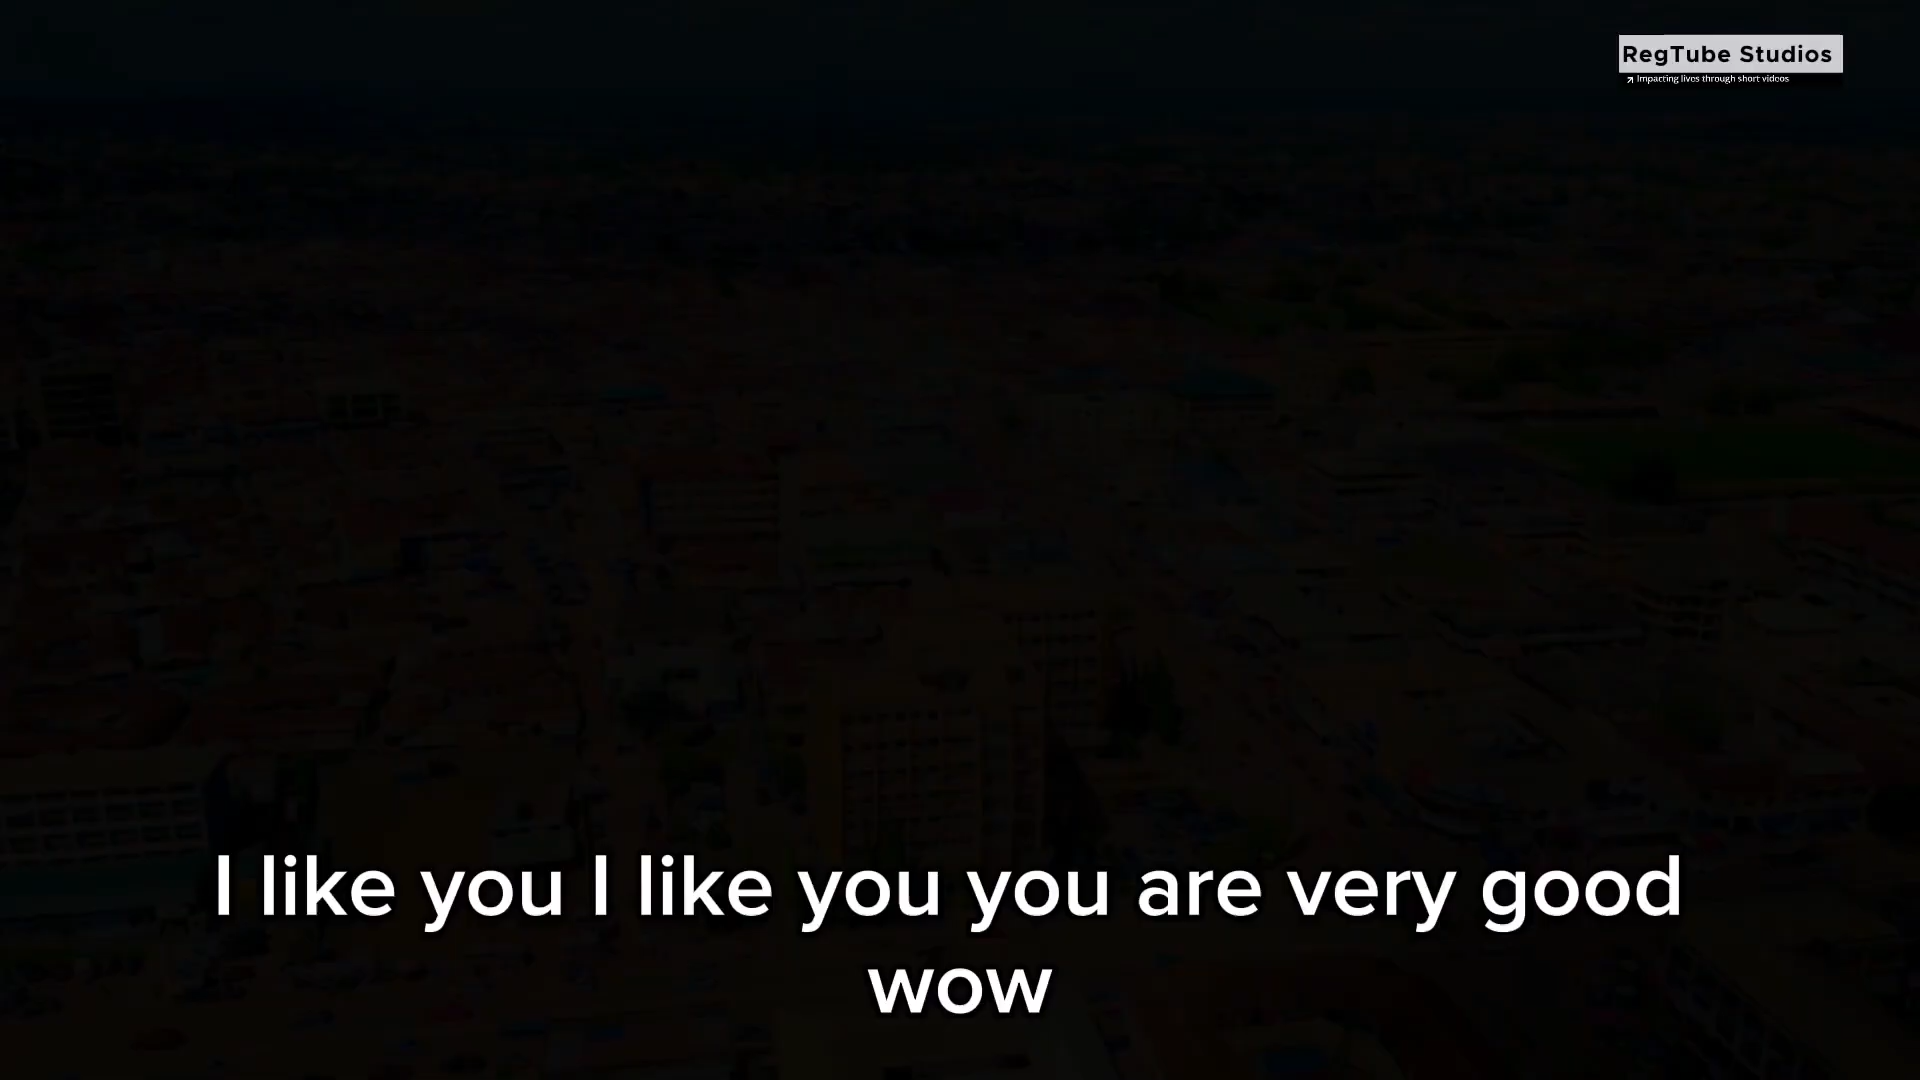 RegTube Studios
Impacting lives through short videos
I like you I like you you are very good
wow